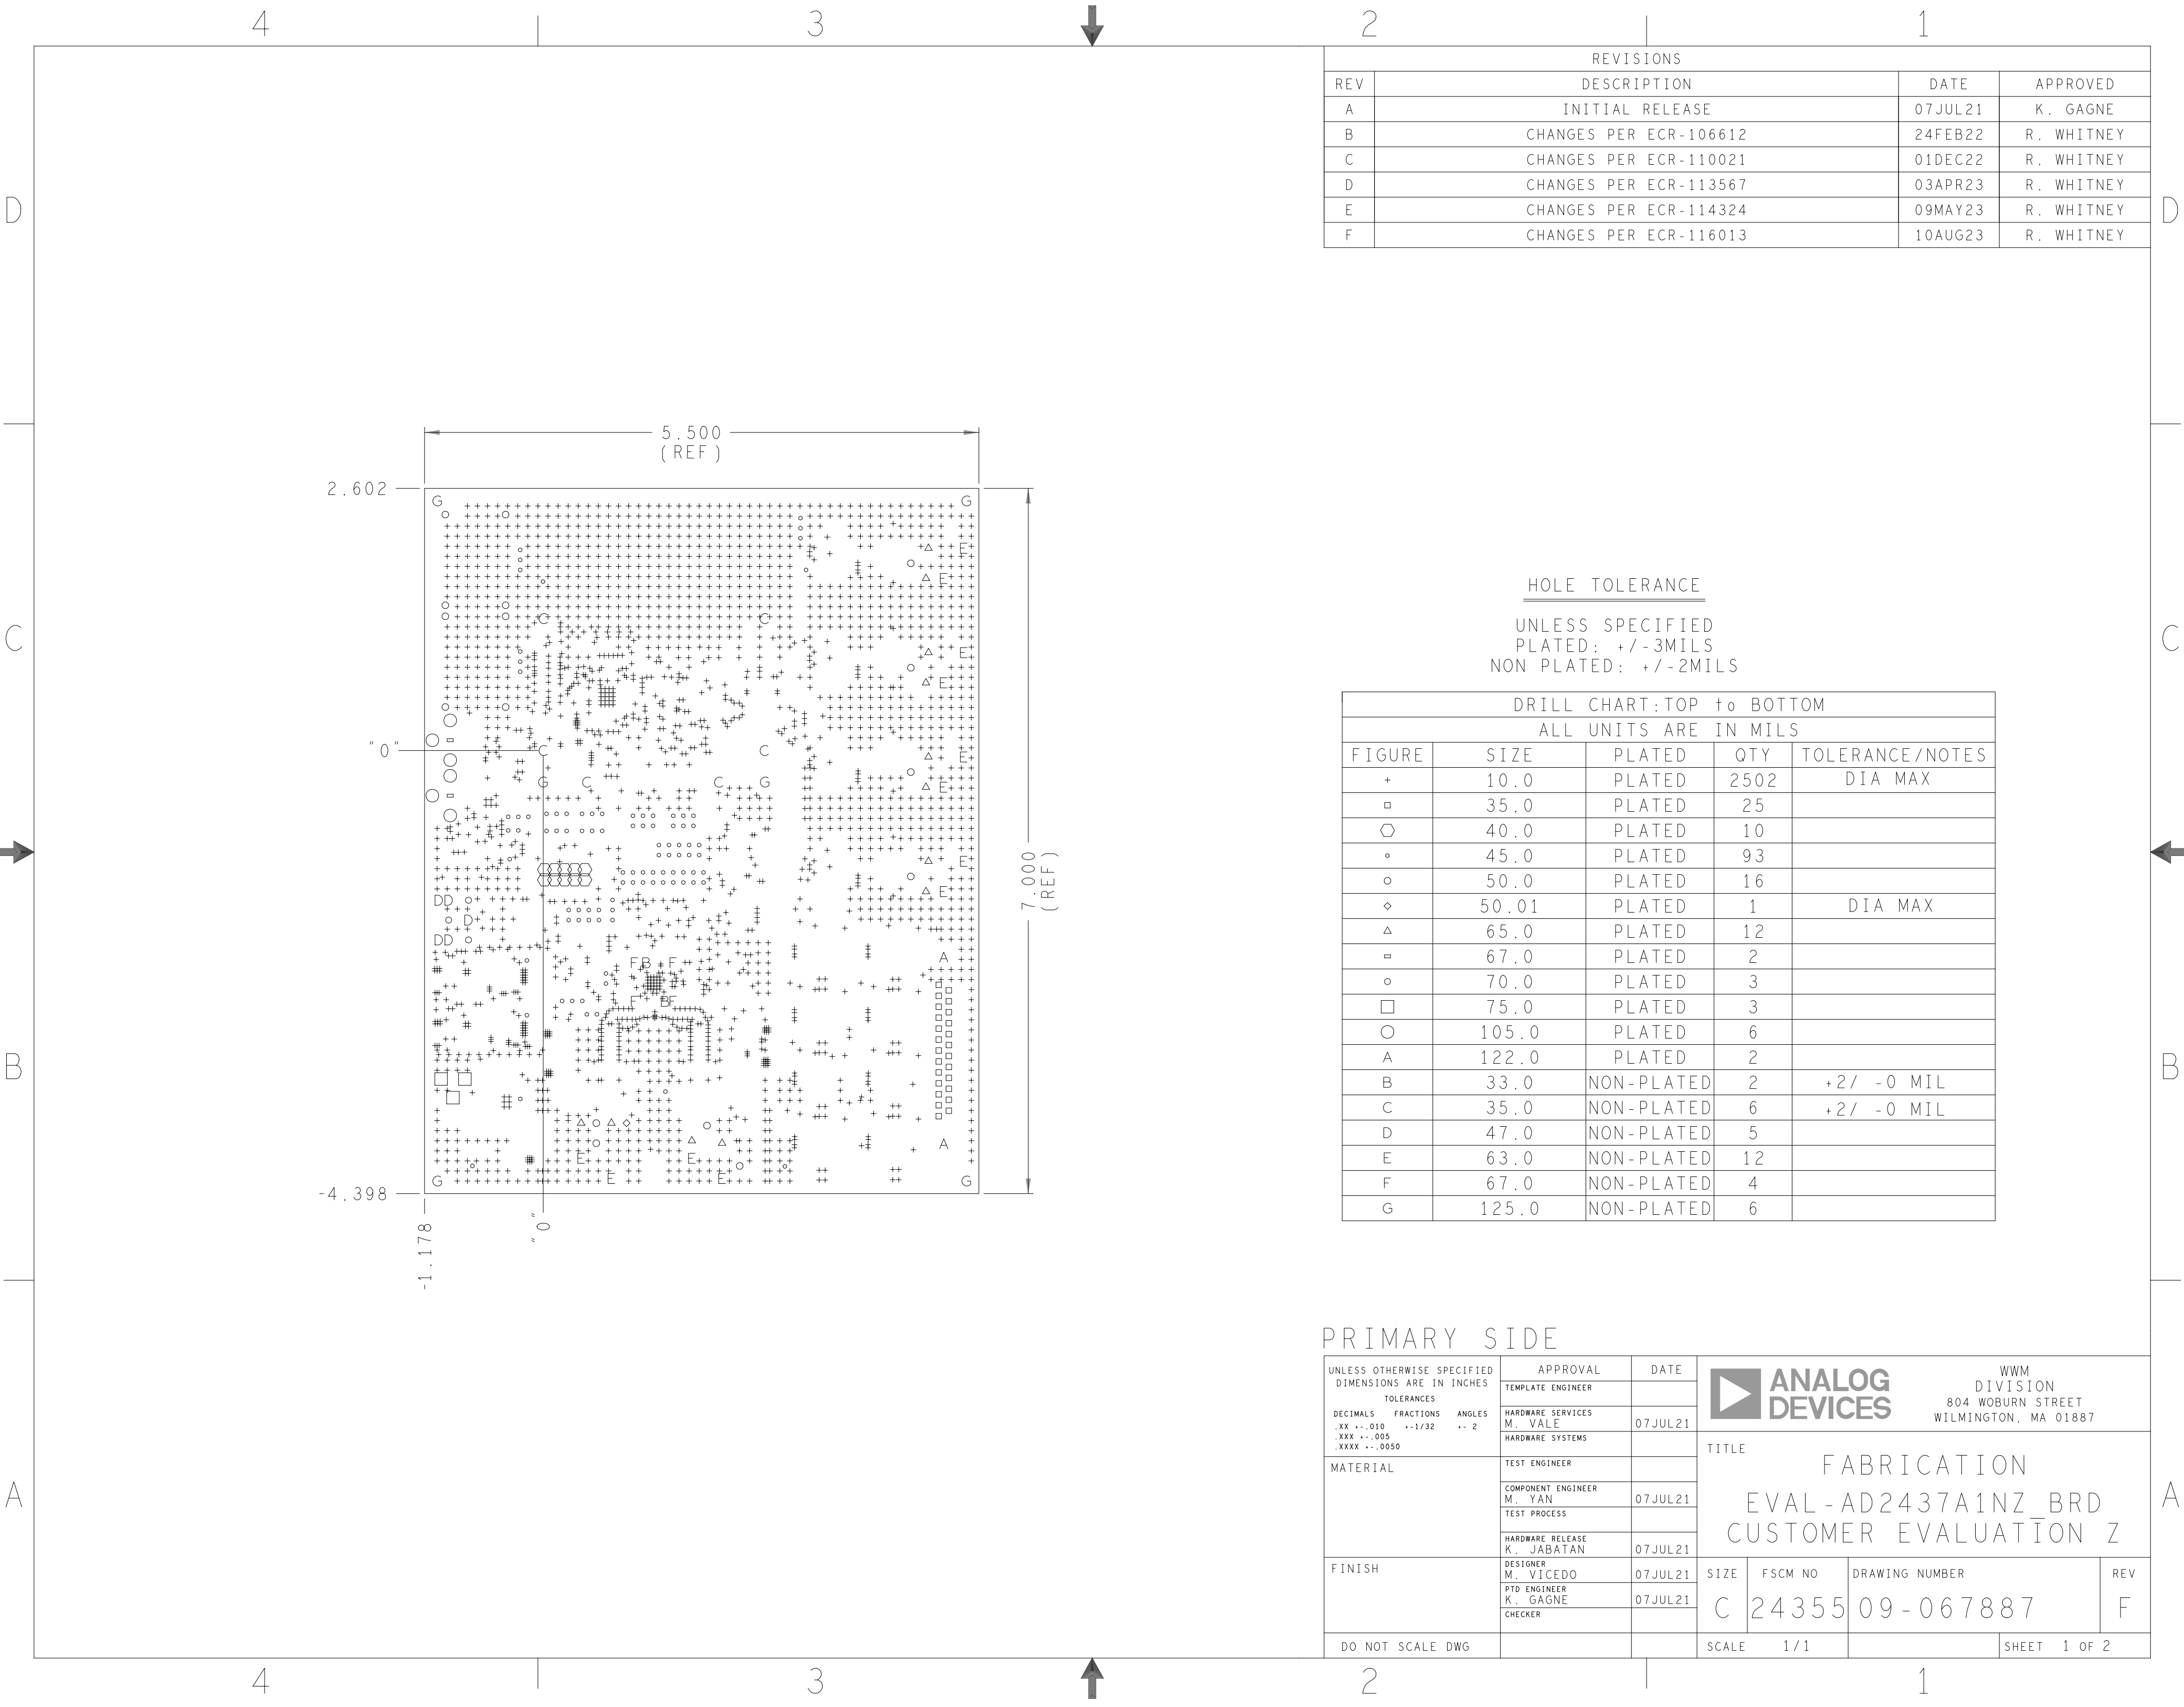 4 3 2 1
REVISIONS
REV DESCRIPTION DATE APPROVED
A INITIAL RELEASE 07JUL21 K. GAGNE
B CHANGES PER ECR-106612 24FEB22 R. WHITNEY
C CHANGES PER ECR-110021 01DEC22 R. WHITNEY
D CHANGES PER ECR-113567 03APR23 R. WHITNEY
E CHANGES PER ECR-114324 09MAY23 R. WHITNEY
F CHANGES PER ECR-116013 10AUG23 R. WHITNEY
D D
5.500
(REF)
2.602
G G
E
E
C C
C C
E
E
"0" C C
E
E
G C C G
7.000
(REF)
E
E
DD
D
DD
A
FB F
F BF
A
E E
E E
G G
-4.398
-1.178
"0"
HOLE TOLERANCE
UNLESS SPECIFIED
PLATED: +/-3MILS
NON PLATED: +/-2MILS
DRILL CHART:TOP to BOTTOM
ALL UNITS ARE IN MILS
FIGURE SIZE PLATED QTY TOLERANCE/NOTES
+ 10.0 PLATED 2502 DIA MAX
35.0 PLATED 25
40.0 PLATED 10
45.0 PLATED 93
50.0 PLATED 16
50.01 PLATED 1 DIA MAX
65.0 PLATED 12
67.0 PLATED 2
70.0 PLATED 3
75.0 PLATED 3
105.0 PLATED 6
A 122.0 PLATED 2
B 33.0 NON-PLATED 2 +2/ -0 MIL
C 35.0 NON-PLATED 6 +2/ -0 MIL
D 47.0 NON-PLATED 5
E 63.0 NON-PLATED 12
F 67.0 NON-PLATED 4
G 125.0 NON-PLATED 6
B B
PRIMARY SIDE
UNLESS OTHERWISE SPECIFIED
DIMENSIONS ARE IN INCHES
TOLERANCES
DECIMALS FRACTIONS ANGLES
.XX +-.010 +-1/32 +- 2
.XXX +-.005
.XXXX +-.0050
MATERIAL
FINISH
DO NOT SCALE DWG
APPROVAL DATE
TEMPLATE ENGINEER
HARDWARE SERVICES
M. VALE 07JUL21
HARDWARE SYSTEMS
TEST ENGINEER
COMPONENT ENGINEER
M. YAN 07JUL21
TEST PROCESS
HARDWARE RELEASE
K. JABATAN 07JUL21
DESIGNER
M. VICEDO 07JUL21
PTD ENGINEER
K. GAGNE 07JUL21
CHECKER
ANALOG
DEVICES
WWM
DIVISION
804 WOBURN STREET
WILMINGTON, MA 01887
TITLE
FABRICATION
EVAL-AD2437A1NZ_BRD
CUSTOMER EVALUATION Z
SIZE FSCM NO DRAWING NUMBER REV
C 24355 09-067887 F
SCALE 1/1 SHEET 1 OF 2
A A
4 3 2 1